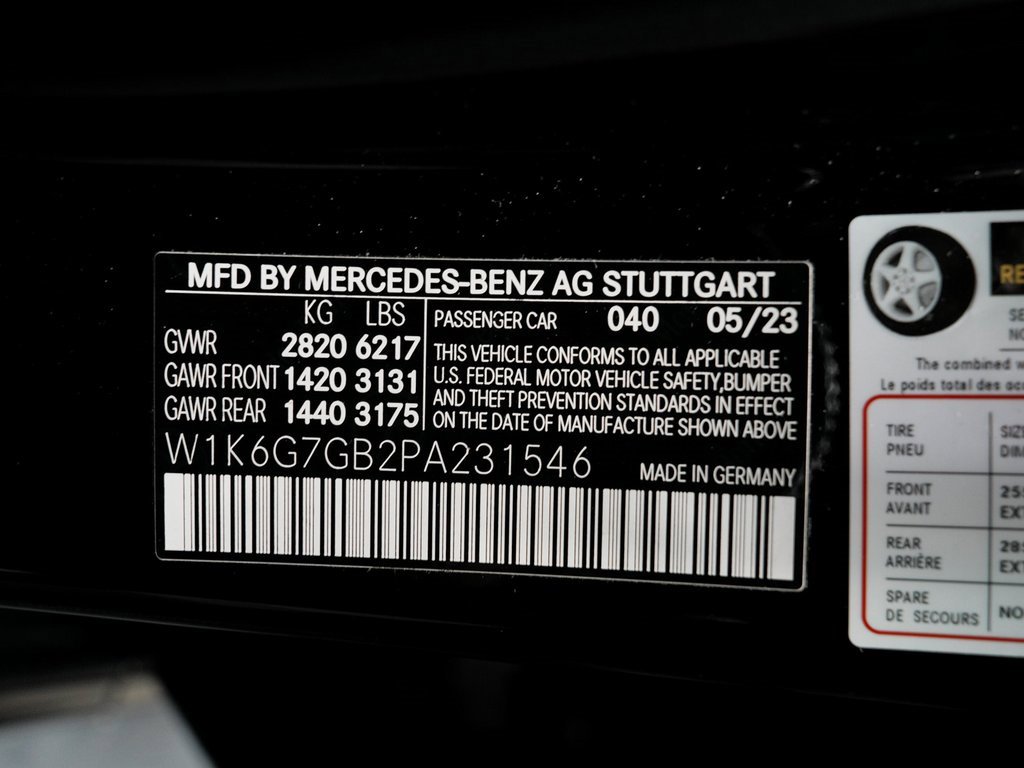 MFD BY MERCEDES-BENZ AG STUTTGART
KG LBS
GVWR 2820 6217
GAWR FRONT 1420 3131
GAWR REAR 1440 3175
PASSENGER CAR 040 05/23
THIS VEHICLE CONFORMS TO ALL APPLICABLE
U.S. FEDERAL MOTOR VEHICLE SAFETY,BUMPER
AND THEFT PREVENTION STANDARDS IN EFFECT
ON THE DATE OF MANUFACTURE SHOWN ABOVE
W1K6G7GB2PA231546
MADE IN GERMANY
The combined
Le poids total des
TIRE
PNEU
FRONT
AVANT
REAR
ARRIÈRE
SPARE
DE SECOURS